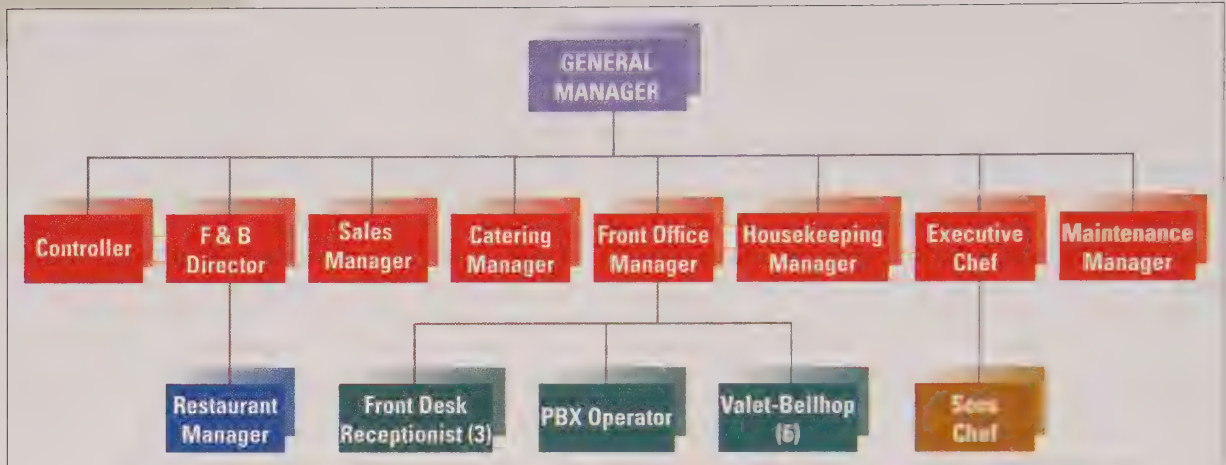 GENERAL
MANAGER
Controller
F & B
Director
Sales
Manager
Catering
Manager
Front Office
Manager
Housekeeping
Manager
Executive
Chef
Maintenance
Manager
Restaurant
Manager
Front Desk
Receptionist (3)
PBX Operator
Valet-Bellhop
Chef